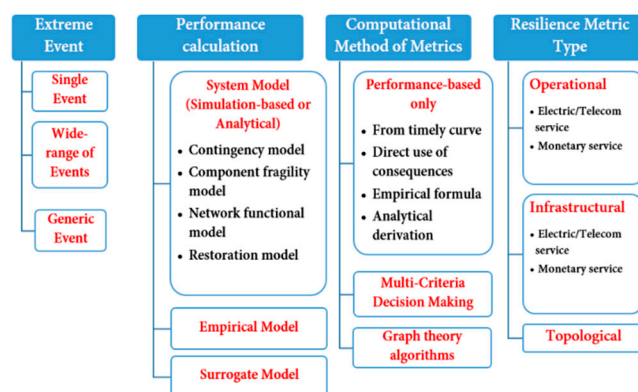 Extreme
Event
Single
Event
Wide-
range of
Events
Generic
Event
Performance
calculation
System Model
(Simulation-based or
Analytical)
• Contingency model
• Component fragility
model
• Network functional
model
• Restoration model
Empirical Model
Surrogate Model
Computational
Method of Metrics
Performance-based
only
• From timely curve
• Direct use of
consequences
• Empirical formula
• Analytical
derivation
Multi-Criteria
Decision Making
Graph theory
algorithms
Resilience Metric
Type
Operational
• Electric/Telecom
service
• Monetary service
Infrastructural
• Electric/Telecom
service
• Monetary service
Topological